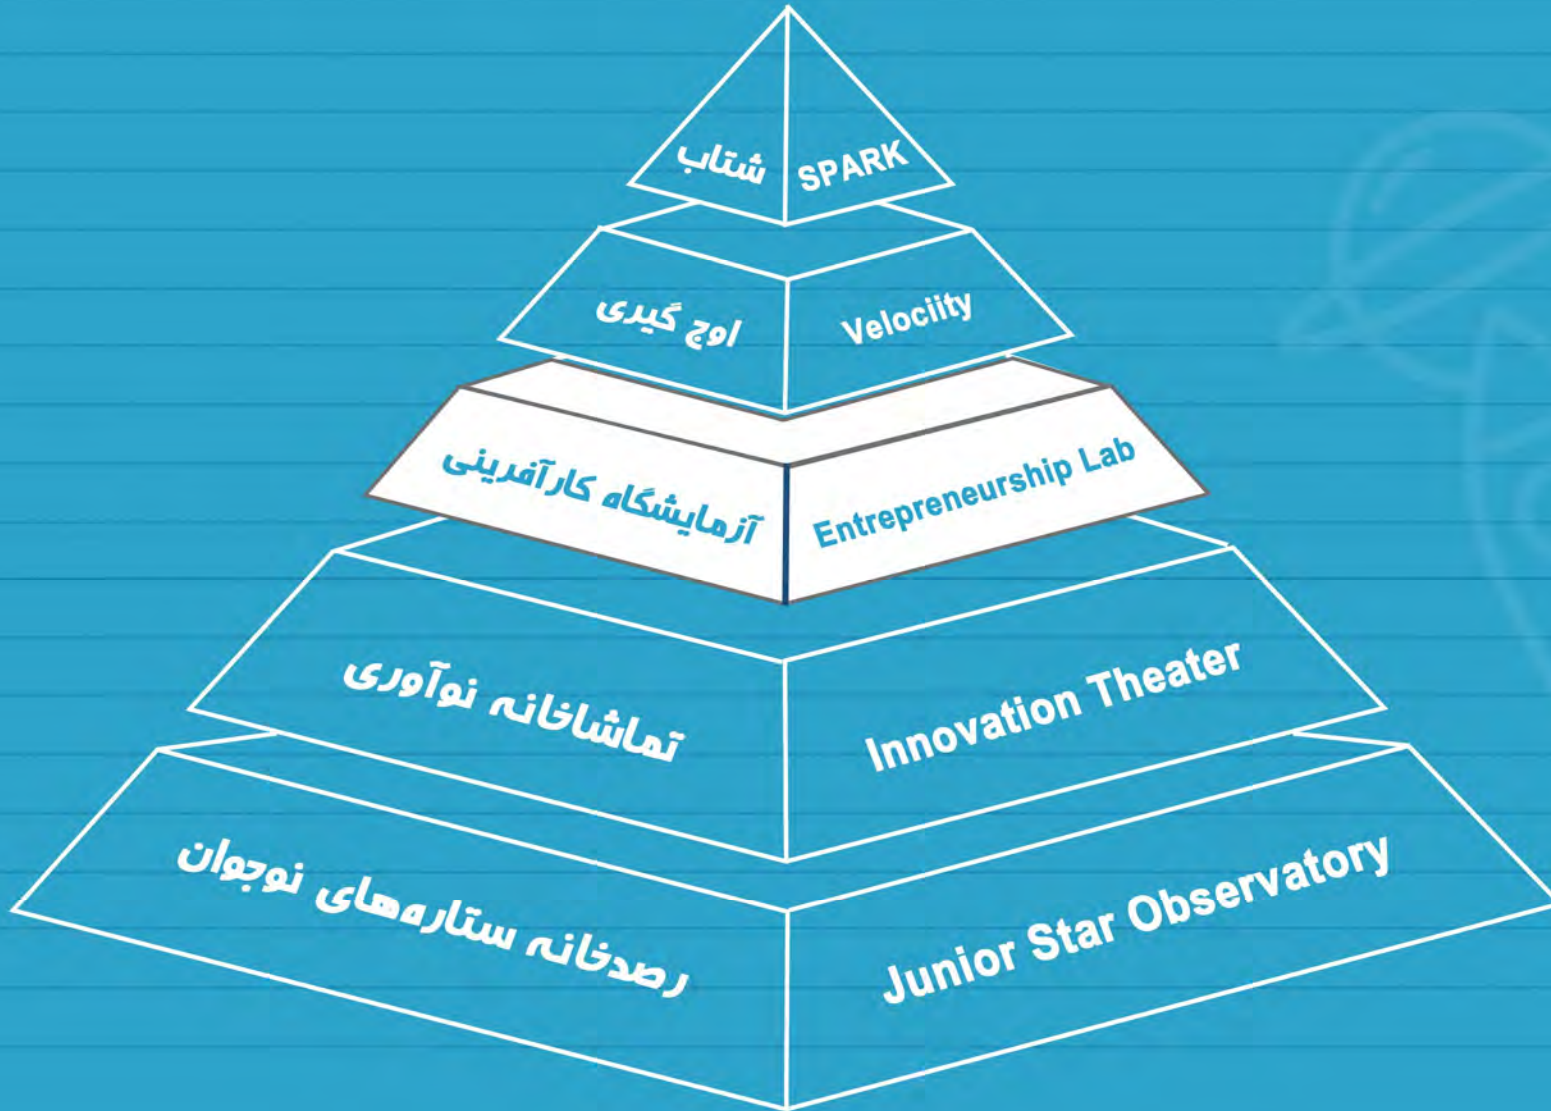 شتاب
SPARK
اوج گیری
Velociity
آزمایشگاه کارآفرینی
Entrepreneurship Lab
تماشاخانه نوآوری
Innovation Theater
رصدخانه ستاره‌های نوجوان
Junior Star Observatory